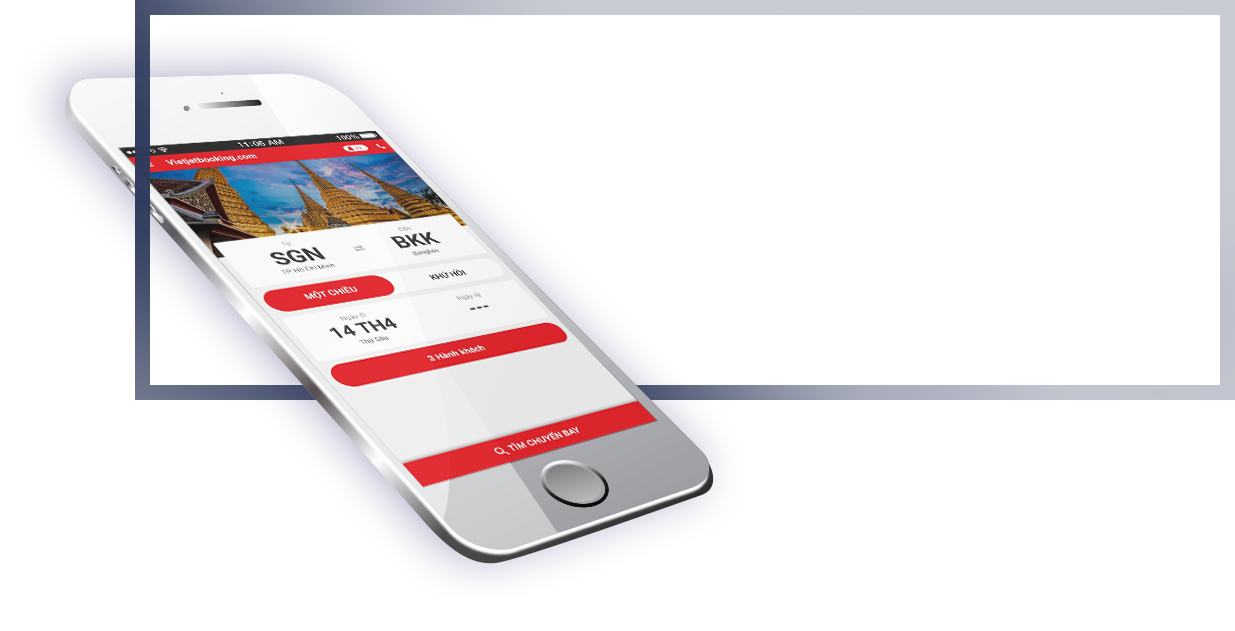 11:06 AM
100%
Vietjetbooking.com
Từ
Đến
SGN
BKK
TP. Hồ Chí Minh
Bangkok
MỘT CHIỀU
KHỨ HỒI
Ngày đi
Ngày về
14 TH4
---
Thứ Sáu
3 Hành khách
TÌM CHUYẾN BAY